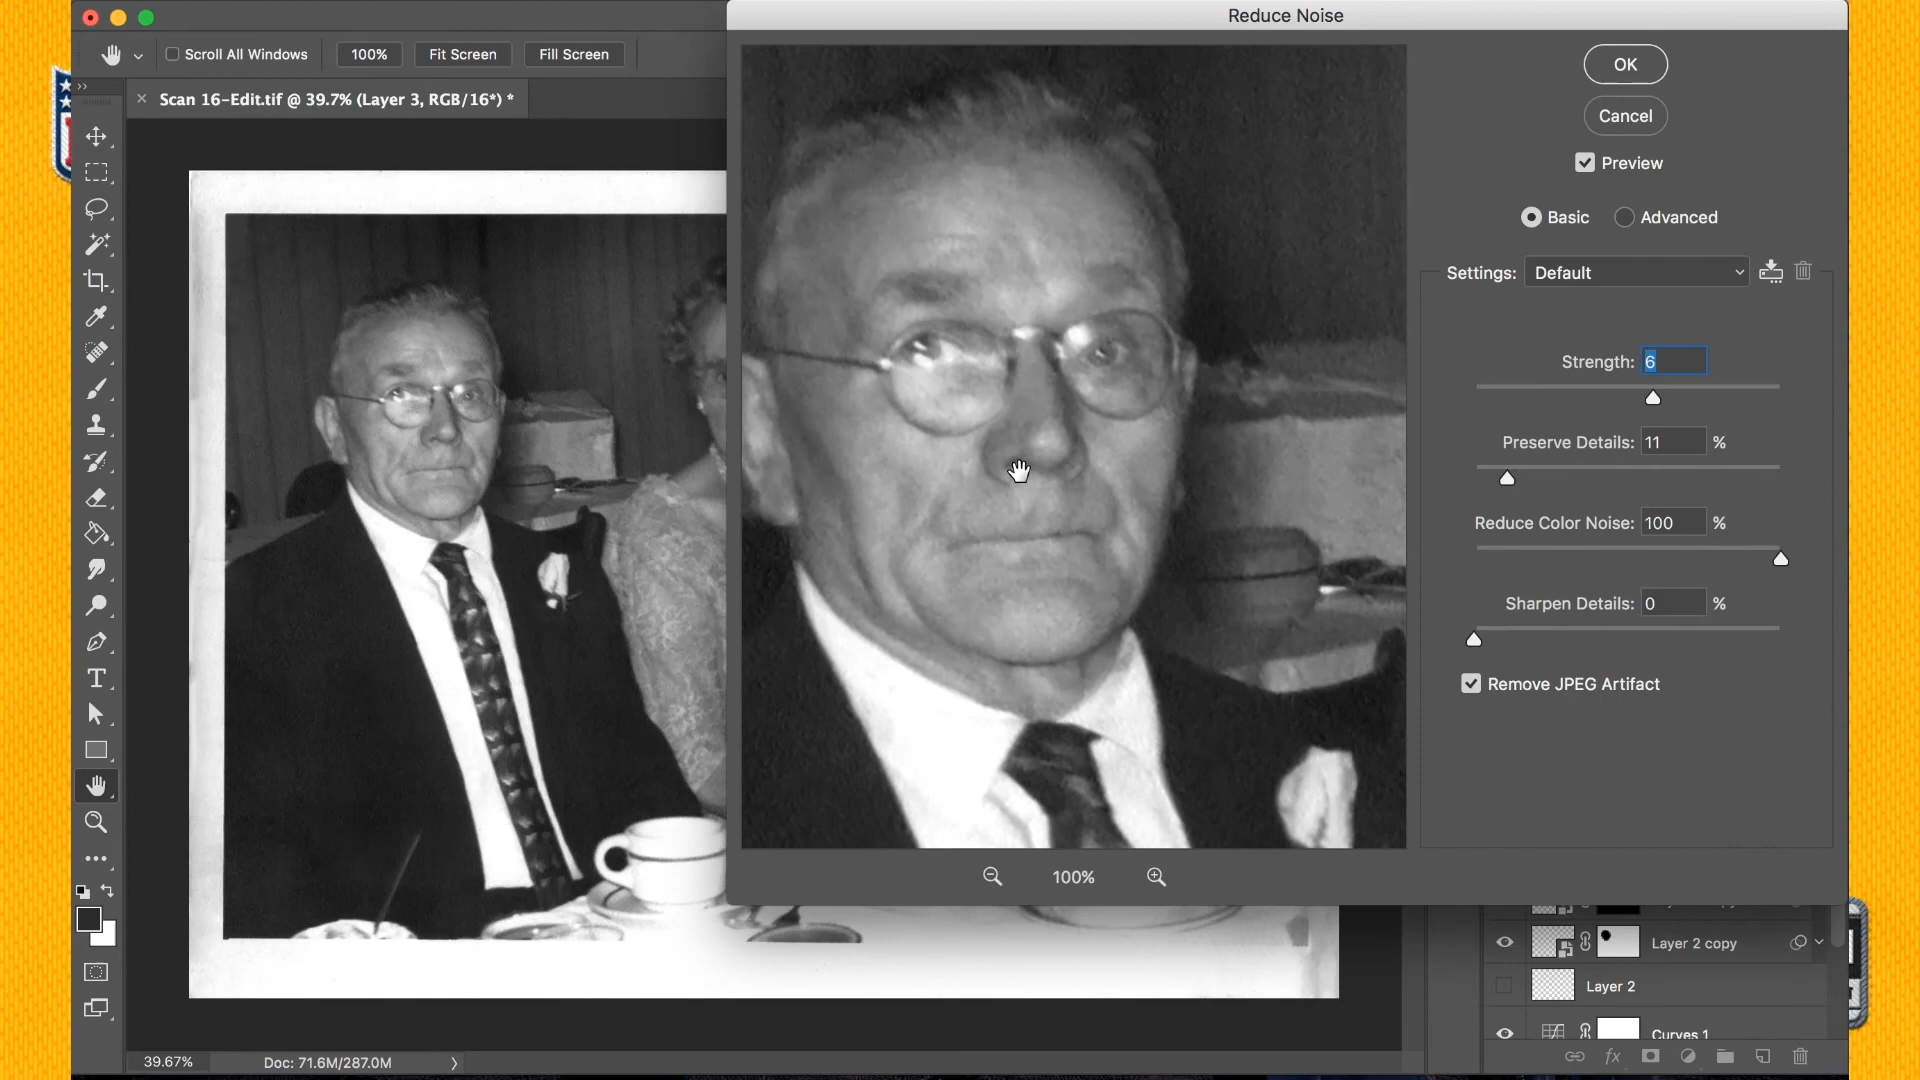 Reduce Noise
Scroll All Windows
100%
Fit Screen
Fill Screen
Scan 16-Edit.tif @ 39.7% (Layer 3, RGB/16*) *
OK
Cancel
Preview
Basic
Advanced
Settings: Default
Strength: 6
Preserve Details: 11 %
Reduce Color Noise: 100 %
Sharpen Details: 0 %
Remove JPEG Artifact
100%
Layer 2 copy
Layer 2
Curves 1
fx
39.67%
Doc: 71.6M/287.0M